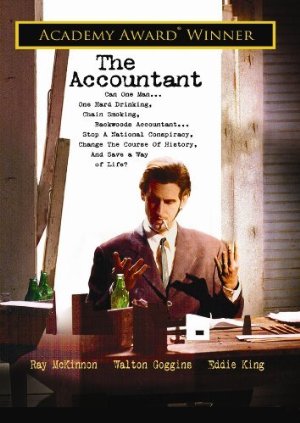 ACADEMY AWARD® WINNER
The
Accountant
Can One Man...
One Hard Drinking,
Chain Smoking,
Backwoods Accountant...
Stop A National Conspiracy,
Change The Course Of History,
And Save a Way
of Life?
Ray McKinnon Walton Goggins Eddie King